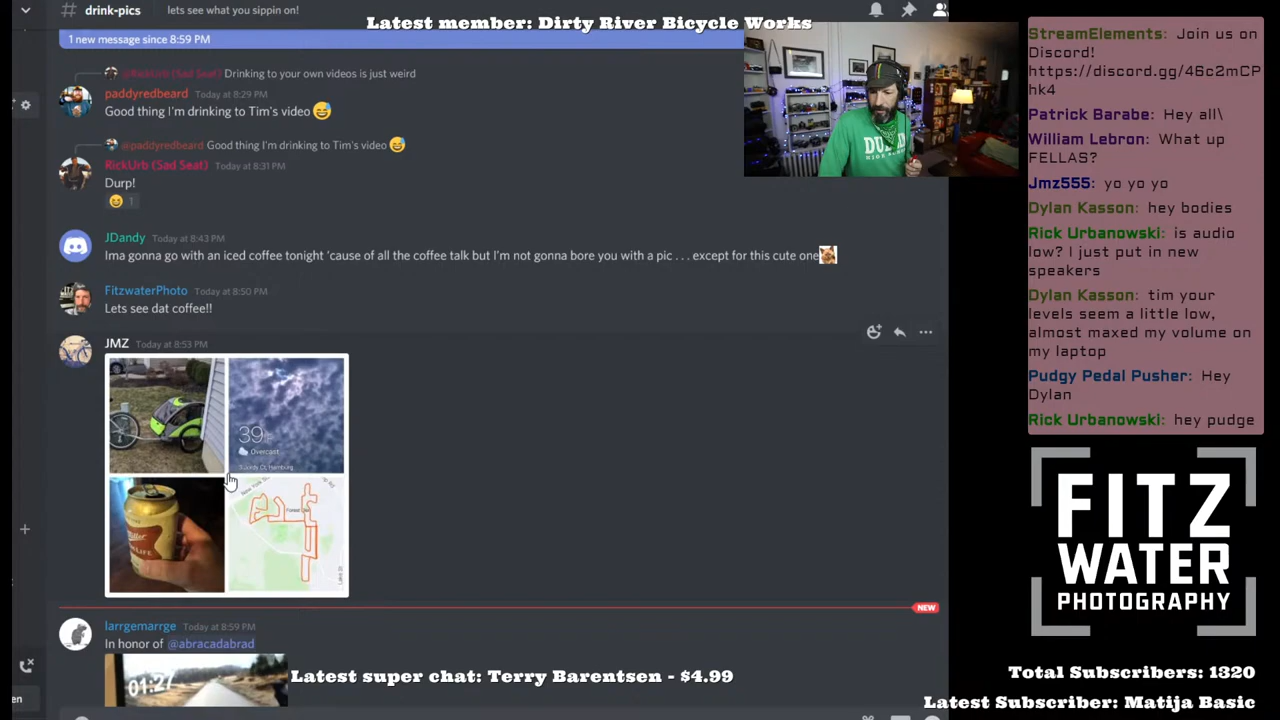 # drink-pics
lets see what you sippin on!
Latest member: Dirty River Bicycle Works
1 new message since 8:59 PM
@RickUrb (Sad Seat) Drinking to your own videos is just weird
paddyredbeard Today at 8:29 PM
Good thing I'm drinking to Tim's video 😅
@paddyredbeard Good thing I'm drinking to Tim's video 😅
RickUrb (Sad Seat) Today at 8:31 PM
Durp!
1
JDandy Today at 8:43 PM
Ima gonna go with an iced coffee tonight 'cause of all the coffee talk but I'm not gonna bore you with a pic . . . except for this cute one
FitzwaterPhoto Today at 8:50 PM
Lets see dat coffee!!
JMZ Today at 8:53 PM
39
Overcast
Hamburg
Miller
LIFE
NEW
larrgemarrge Today at 8:59 PM
In honor of @abracadabrad
01:27
Latest super chat: Terry Barentsen - $4.99
DU
HIGH
StreamElements: Join us on
Discord!
https://discord.gg/46c2mCP
hk4
Patrick Barabe: Hey all\
William Lebron: What up
FELLAS?
Jmz555: yo yo yo
Dylan Kasson: hey bodies
Rick Urbanowski: is audio
low? I just put in new
speakers
Dylan Kasson: tim your
levels seem a little low,
almost maxed my volume on
my laptop
Pudgy Pedal Pusher: Hey
Dylan
Rick Urbanowski: hey pudge
FITZ
WATER
PHOTOGRAPHY
Total Subscribers: 1320
Latest Subscriber: Matija Basic